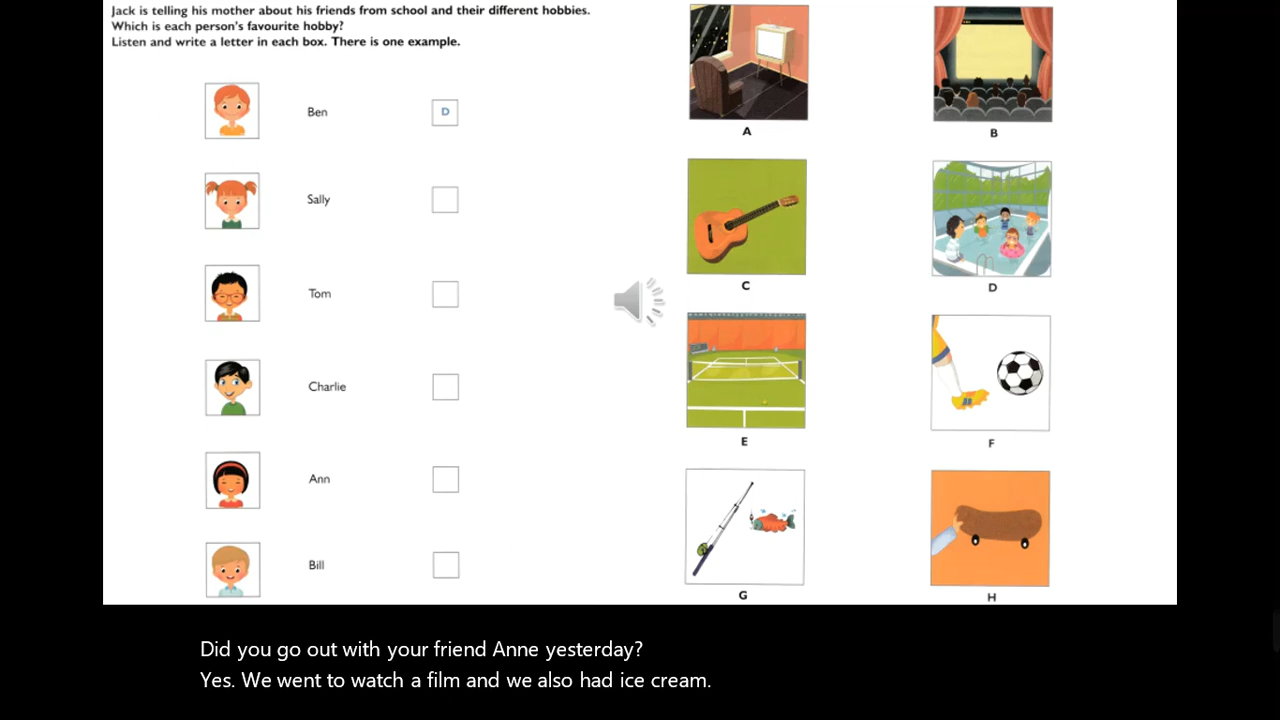 Jack is telling his mother about his friends from school and their different hobbies.
Which is each person's favourite hobby?
Listen and write a letter in each box. There is one example.
Ben
D
Sally
Tom
Charlie
Ann
Bill
A
B
C
D
E
F
G
H
Did you go out with your friend Anne yesterday?
Yes. We went to watch a film and we also had ice cream.